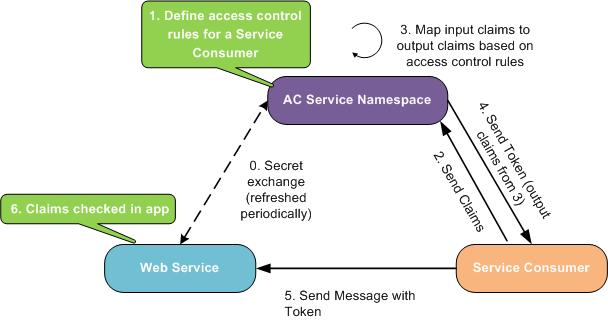 1. Define access control
rules for a Service
Consumer
3. Map input claims to
output claims based on
access control rules
AC Service Namespace
4. Send Token (output
claims from 3)
2. Send Claims
0. Secret
exchange
(refreshed
periodically)
6. Claims checked in app
Web Service
Service Consumer
5. Send Message with
Token